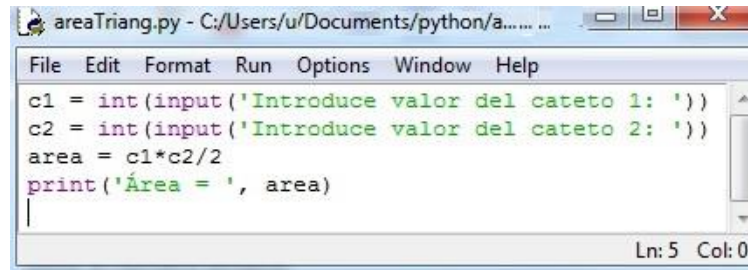 areaTriang.py - C:/Users/u/Documents/python/a...... ...
File Edit Format Run Options Window Help
c1 = int(input('Introduce valor del cateto 1: '))
c2 = int(input('Introduce valor del cateto 2: '))
area = c1*c2/2
print('Área = ', area)
Ln: 5 Col: 0